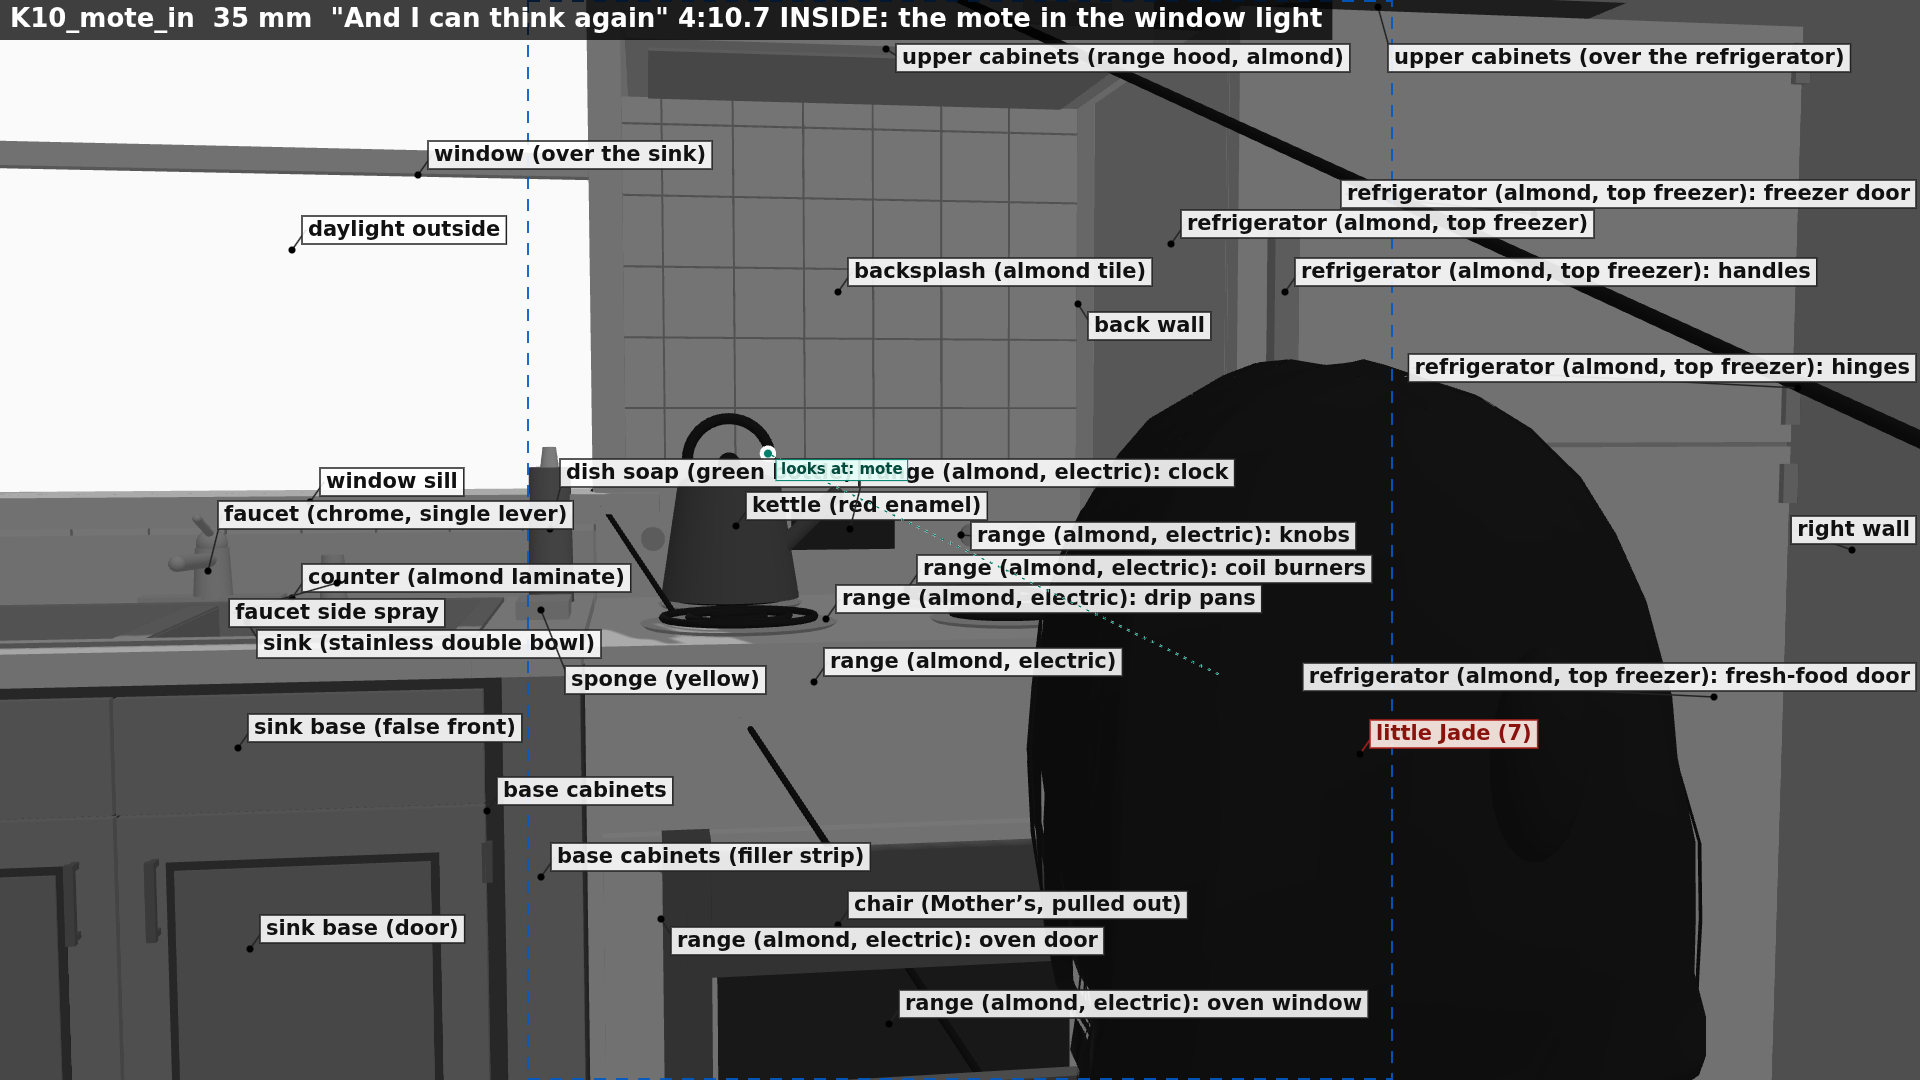 K10_mote_in 35 mm "And I can think again" 4:10.7 INSIDE: the mote in the window light
upper cabinets (range hood, almond)
upper cabinets (over the refrigerator)
window (over the sink)
refrigerator (almond, top freezer): freezer door
daylight outside
refrigerator (almond, top freezer)
backsplash (almond tile)
refrigerator (almond, top freezer): handles
back wall
refrigerator (almond, top freezer): hinges
dish soap (green
looks at: mote
(almond, electric): clock
window sill
kettle (red enamel)
faucet (chrome, single lever)
range (almond, electric): knobs
right wall
range (almond, electric): coil burners
counter (almond laminate)
range (almond, electric): drip pans
faucet side spray
sink (stainless double bowl)
range (almond, electric)
sponge (yellow)
refrigerator (almond, top freezer): fresh-food door
sink base (false front)
little Jade (7)
base cabinets
base cabinets (filler strip)
chair (Mother’s, pulled out)
sink base (door)
range (almond, electric): oven door
range (almond, electric): oven window